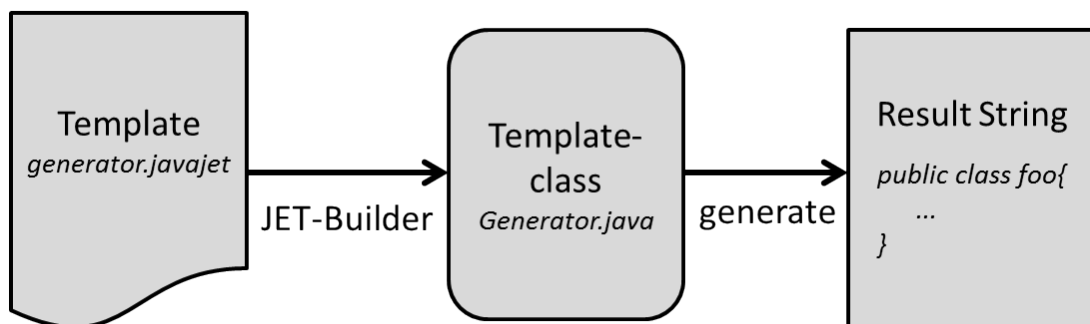 Template
generator.javajet
JET-Builder
Template-
class
Generator.java
generate
Result String
public class foo{
...
}